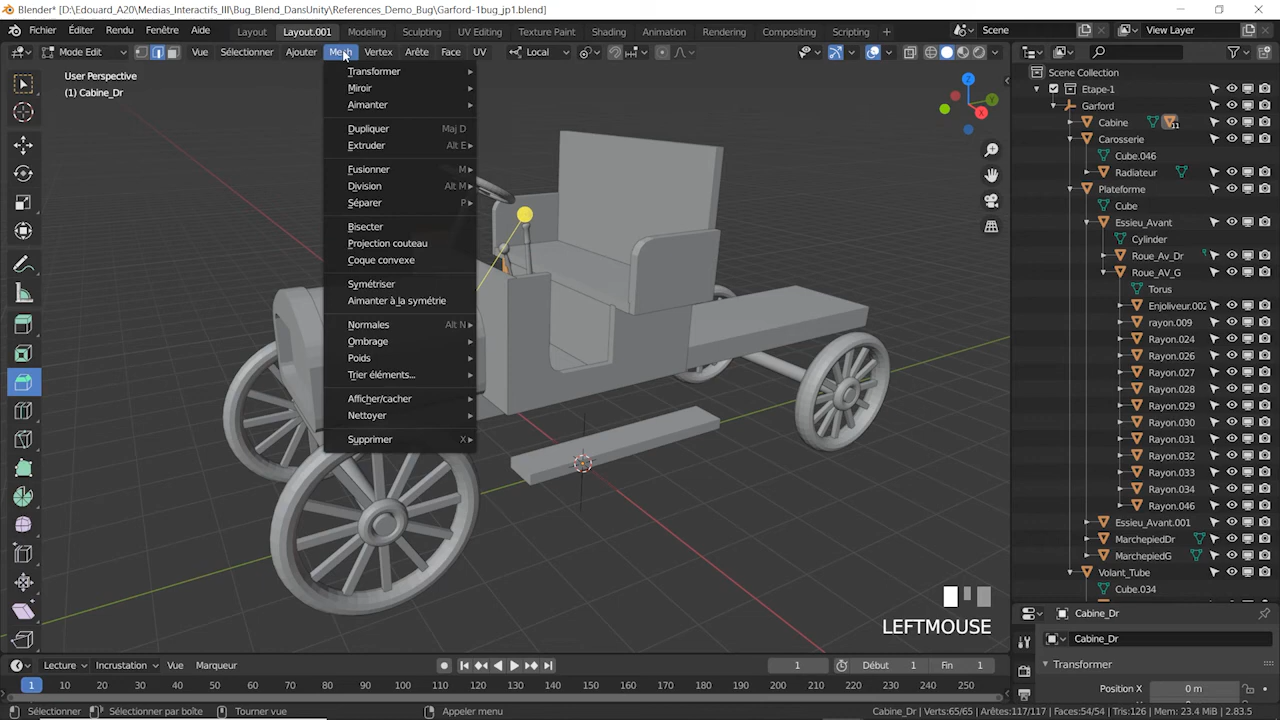 Blender* [D:\Edouard_A20\Medias_Interactifs_III\Bug_Blend_DansUnity\References_Demo_Bug\Garford-1bug_jp1.blend]
Fichier Éditer Rendu Fenêtre Aide Layout Layout.001 Modeling Sculpting UV Editing Texture Paint Shading Animation Rendering Compositing Scripting + Scene View Layer
Mode Edit Vue Sélectionner Ajouter Mesh Vertex Arête Face UV Local
User Perspective
(1) Cabine_Dr
Transformer
Miroir
Aimanter
Dupliquer Maj D
Extruder Alt E
Fusionner M
Division Alt M
Séparer P
Bisecter
Projection couteau
Coque convexe
Symétriser
Aimanter à la symétrie
Normales Alt N
Ombrage
Poids
Trier éléments...
Afficher/cacher
Nettoyer
Supprimer X
Z
Y
X
LEFTMOUSE
Scene Collection
Etape-1
Garford
Cabine 11
Carosserie
Cube.046
Radiateur
Plateforme
Cube
Essieu_Avant
Cylinder
Roue_Av_Dr
Roue_AV_G
Torus
Enjoliveur.002
rayon.009
Rayon.024
Rayon.026
Rayon.027
Rayon.028
Rayon.029
Rayon.030
Rayon.031
Rayon.032
Rayon.033
Rayon.034
Rayon.046
Essieu_Avant.001
MarchepiedDr
MarchepiedG
Volant_Tube
Cube.034
Cabine_Dr
Cabine_Dr
Transformer
Position X 0 m
Lecture Incrustation Vue Marqueur 1 Début 1 Fin 1
1 10 20 30 40 50 60 70 80 90 100 110 120 130 140 150 160 170 180 190 200 210 220 230 240 250
Sélectionner Sélectionner par boîte Tourner vue Appeler menu Cabine_Dr | Verts:65/65 | Arêtes:117/117 | Faces:54/54 | Tris:126 | Mem: 23.4 MiB | 2.83.5